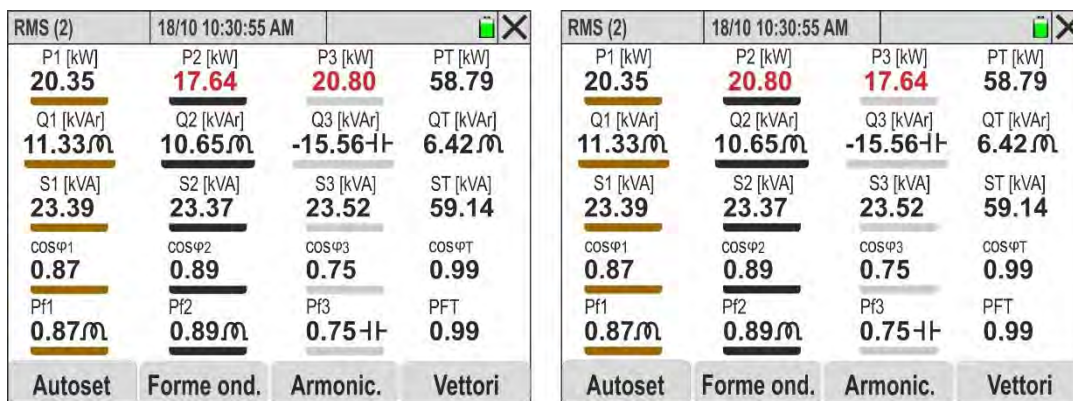 RMS (2) 18/10 10:30:55 AM
P1 [kW] P2 [kW] P3 [kW] PT [kW]
20.35 17.64 20.80 58.79
Q1 [kVAr] Q2 [kVAr] Q3 [kVAr] QT [kVAr]
11.33 10.65 -15.56 6.42
S1 [kVA] S2 [kVA] S3 [kVA] ST [kVA]
23.39 23.37 23.52 59.14
cosφ1 cosφ2 cosφ3 cosφT
0.87 0.89 0.75 0.99
Pf1 Pf2 Pf3 PFT
0.87 0.89 0.75 0.99
Autoset Forme ond. Armonic. Vettori
RMS (2) 18/10 10:30:55 AM
P1 [kW] P2 [kW] P3 [kW] PT [kW]
20.35 20.80 17.64 58.79
Q1 [kVAr] Q2 [kVAr] Q3 [kVAr] QT [kVAr]
11.33 10.65 -15.56 6.42
S1 [kVA] S2 [kVA] S3 [kVA] ST [kVA]
23.39 23.37 23.52 59.14
cosφ1 cosφ2 cosφ3 cosφT
0.87 0.89 0.75 0.99
Pf1 Pf2 Pf3 PFT
0.87 0.89 0.75 0.99
Autoset Forme ond. Armonic. Vettori